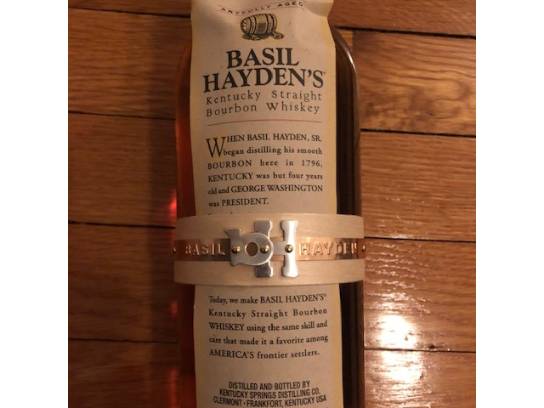 ARTFULLY AGED
BASIL
HAYDEN'S®
Kentucky Straight
Bourbon Whiskey
WHEN BASIL HAYDEN, SR.
began distilling his smooth
BOURBON here in 1796,
KENTUCKY was but four years
old and GEORGE WASHINGTON
was PRESIDENT.
BASIL H HAYDEN
Today, we make BASIL HAYDEN'S®
Kentucky Straight Bourbon
WHISKEY using the same skill and
care that made it a favorite among
AMERICA'S frontier settlers.
DISTILLED AND BOTTLED BY
KENTUCKY SPRINGS DISTILLING CO.
CLERMONT • FRANKFORT, KENTUCKY USA